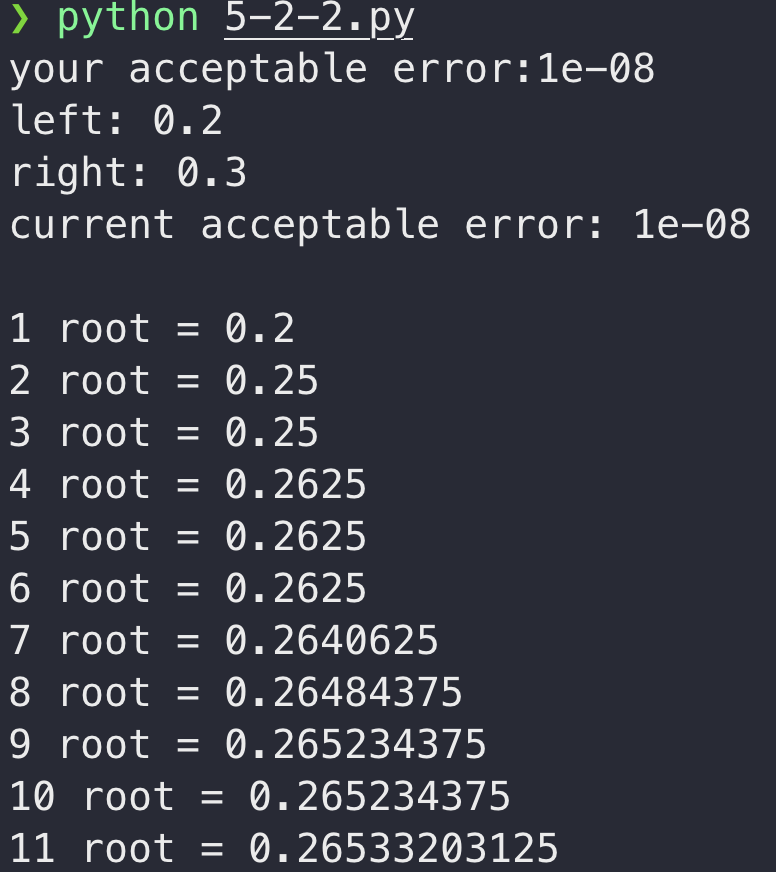 ❯ python 5-2-2.py
your acceptable error:1e-08
left: 0.2
right: 0.3
current acceptable error: 1e-08
1 root = 0.2
2 root = 0.25
3 root = 0.25
4 root = 0.2625
5 root = 0.2625
6 root = 0.2625
7 root = 0.2640625
8 root = 0.26484375
9 root = 0.265234375
10 root = 0.265234375
11 root = 0.26533203125